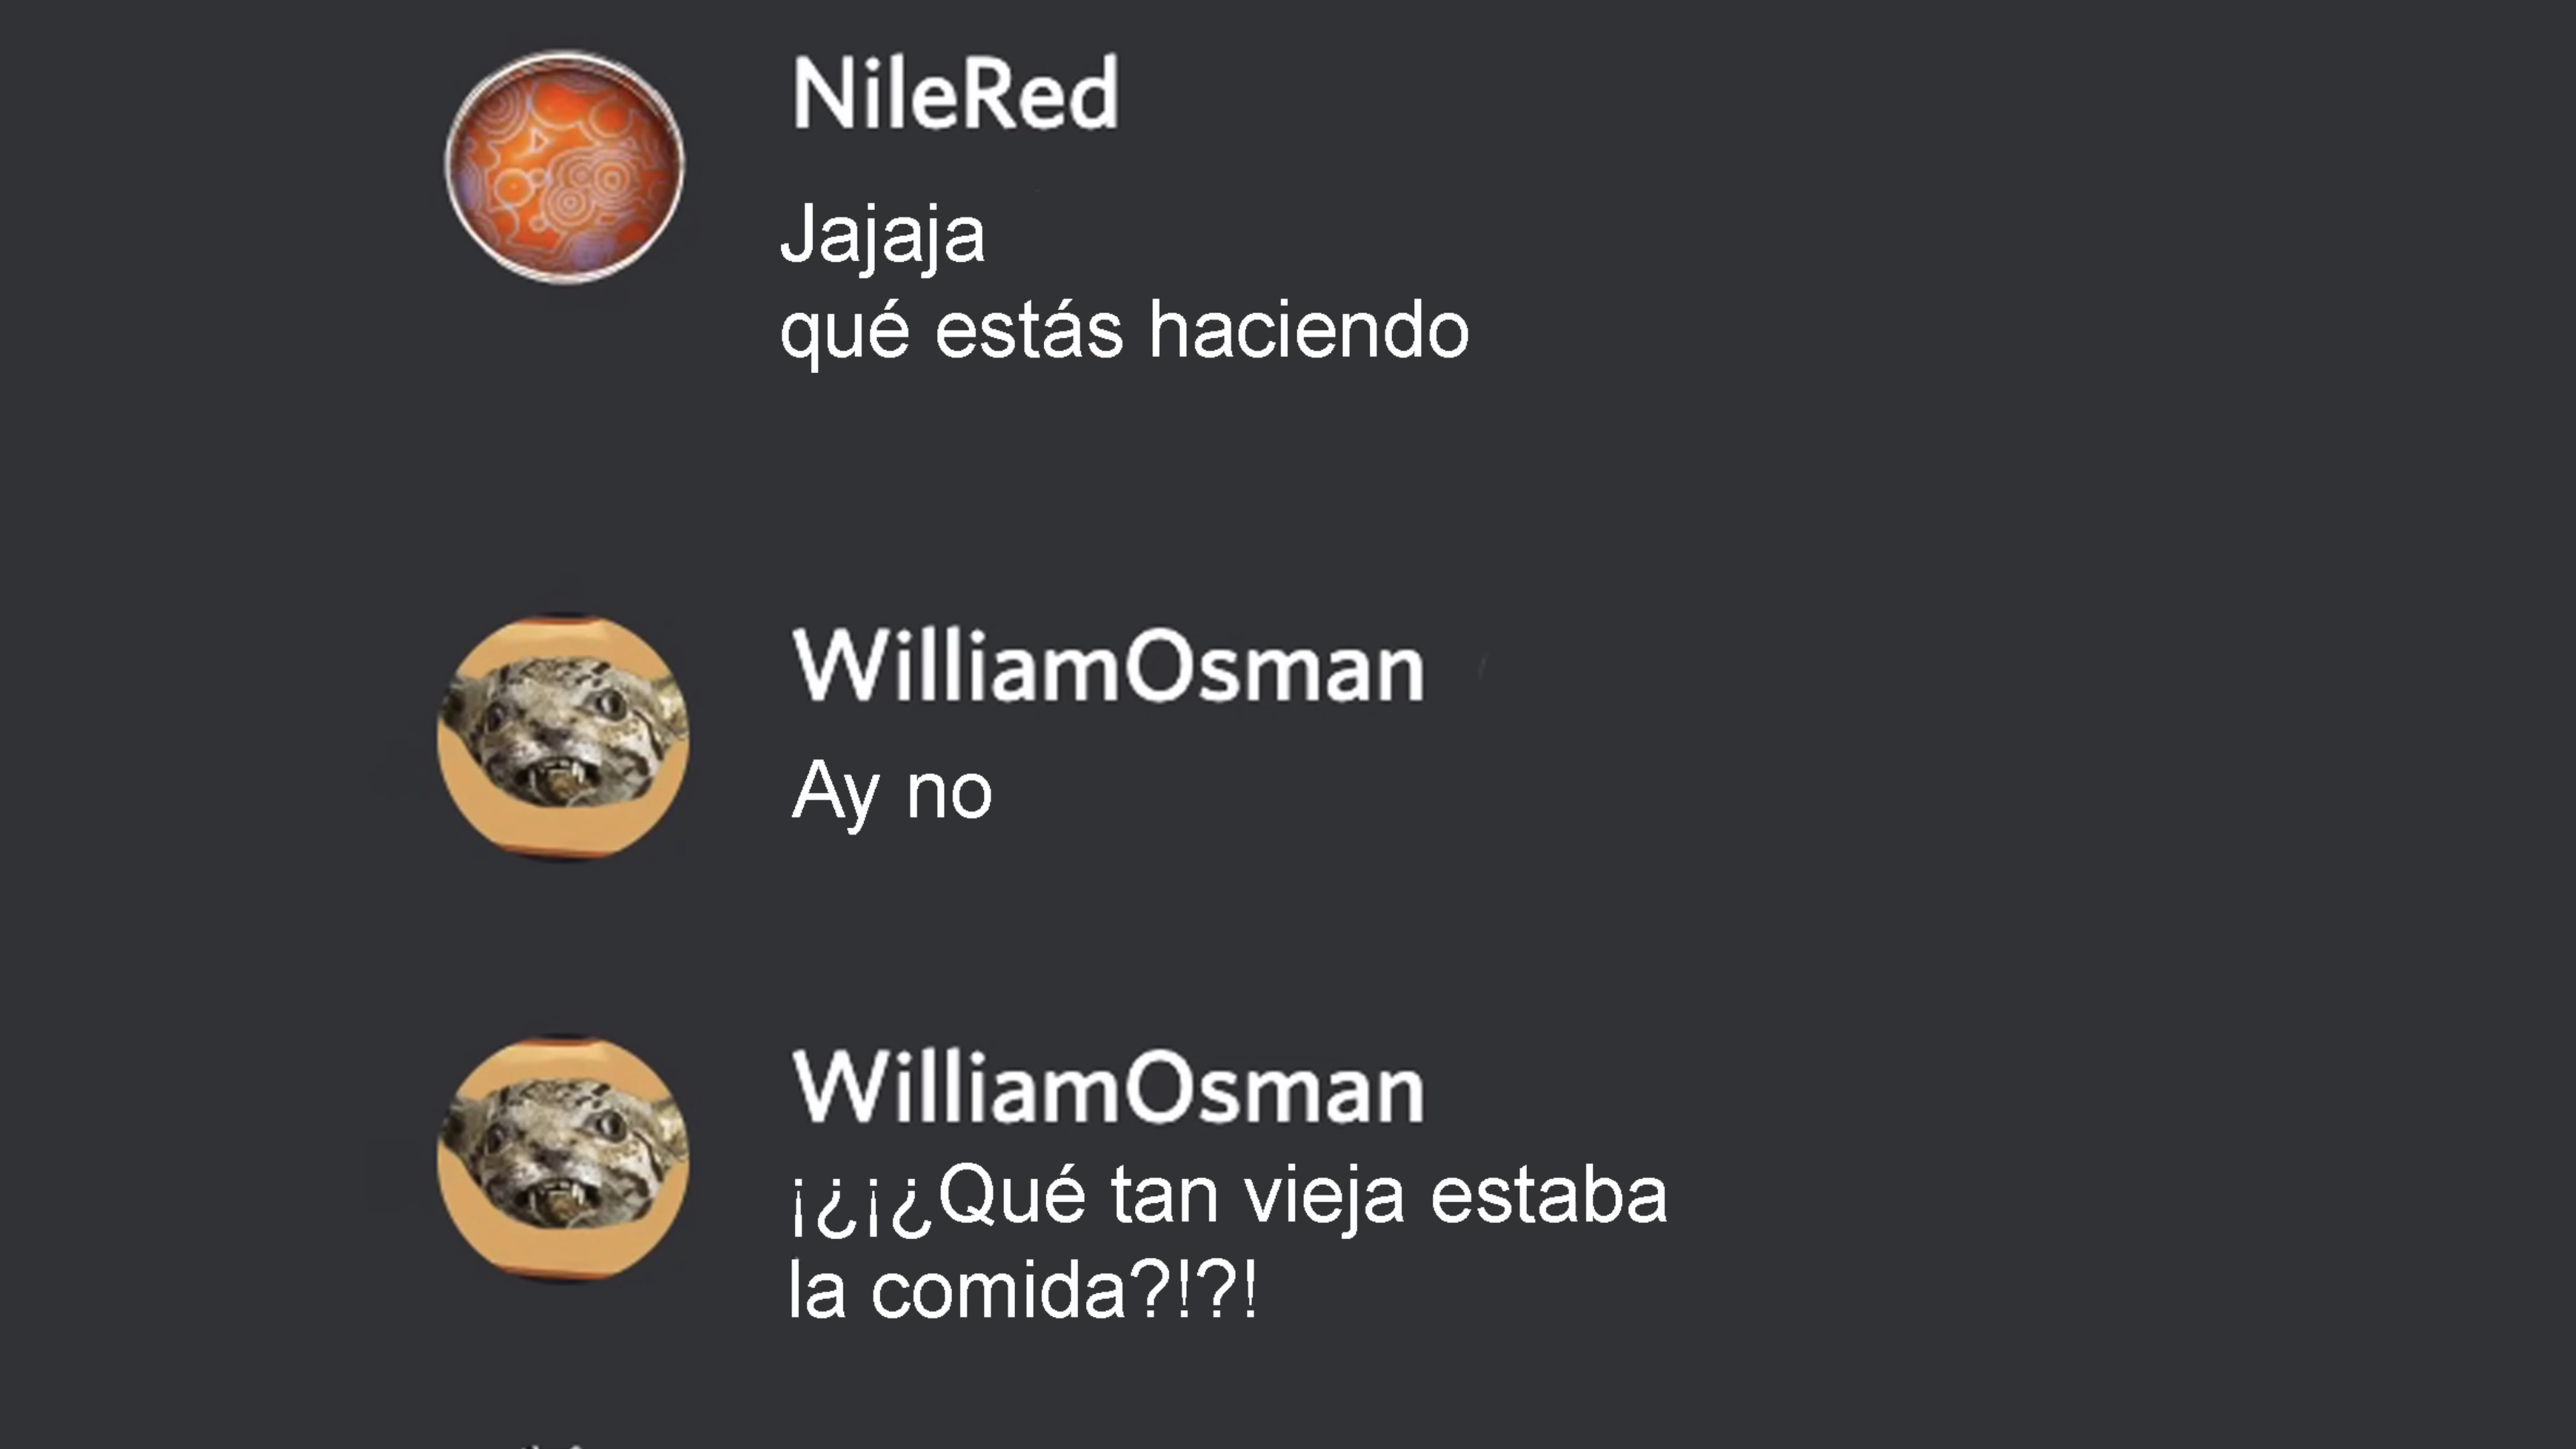 NileRed
Jajaja
qué estás haciendo
WilliamOsman
Ay no
WilliamOsman
¡¿¡¿Qué tan vieja estaba
la comida?!?!